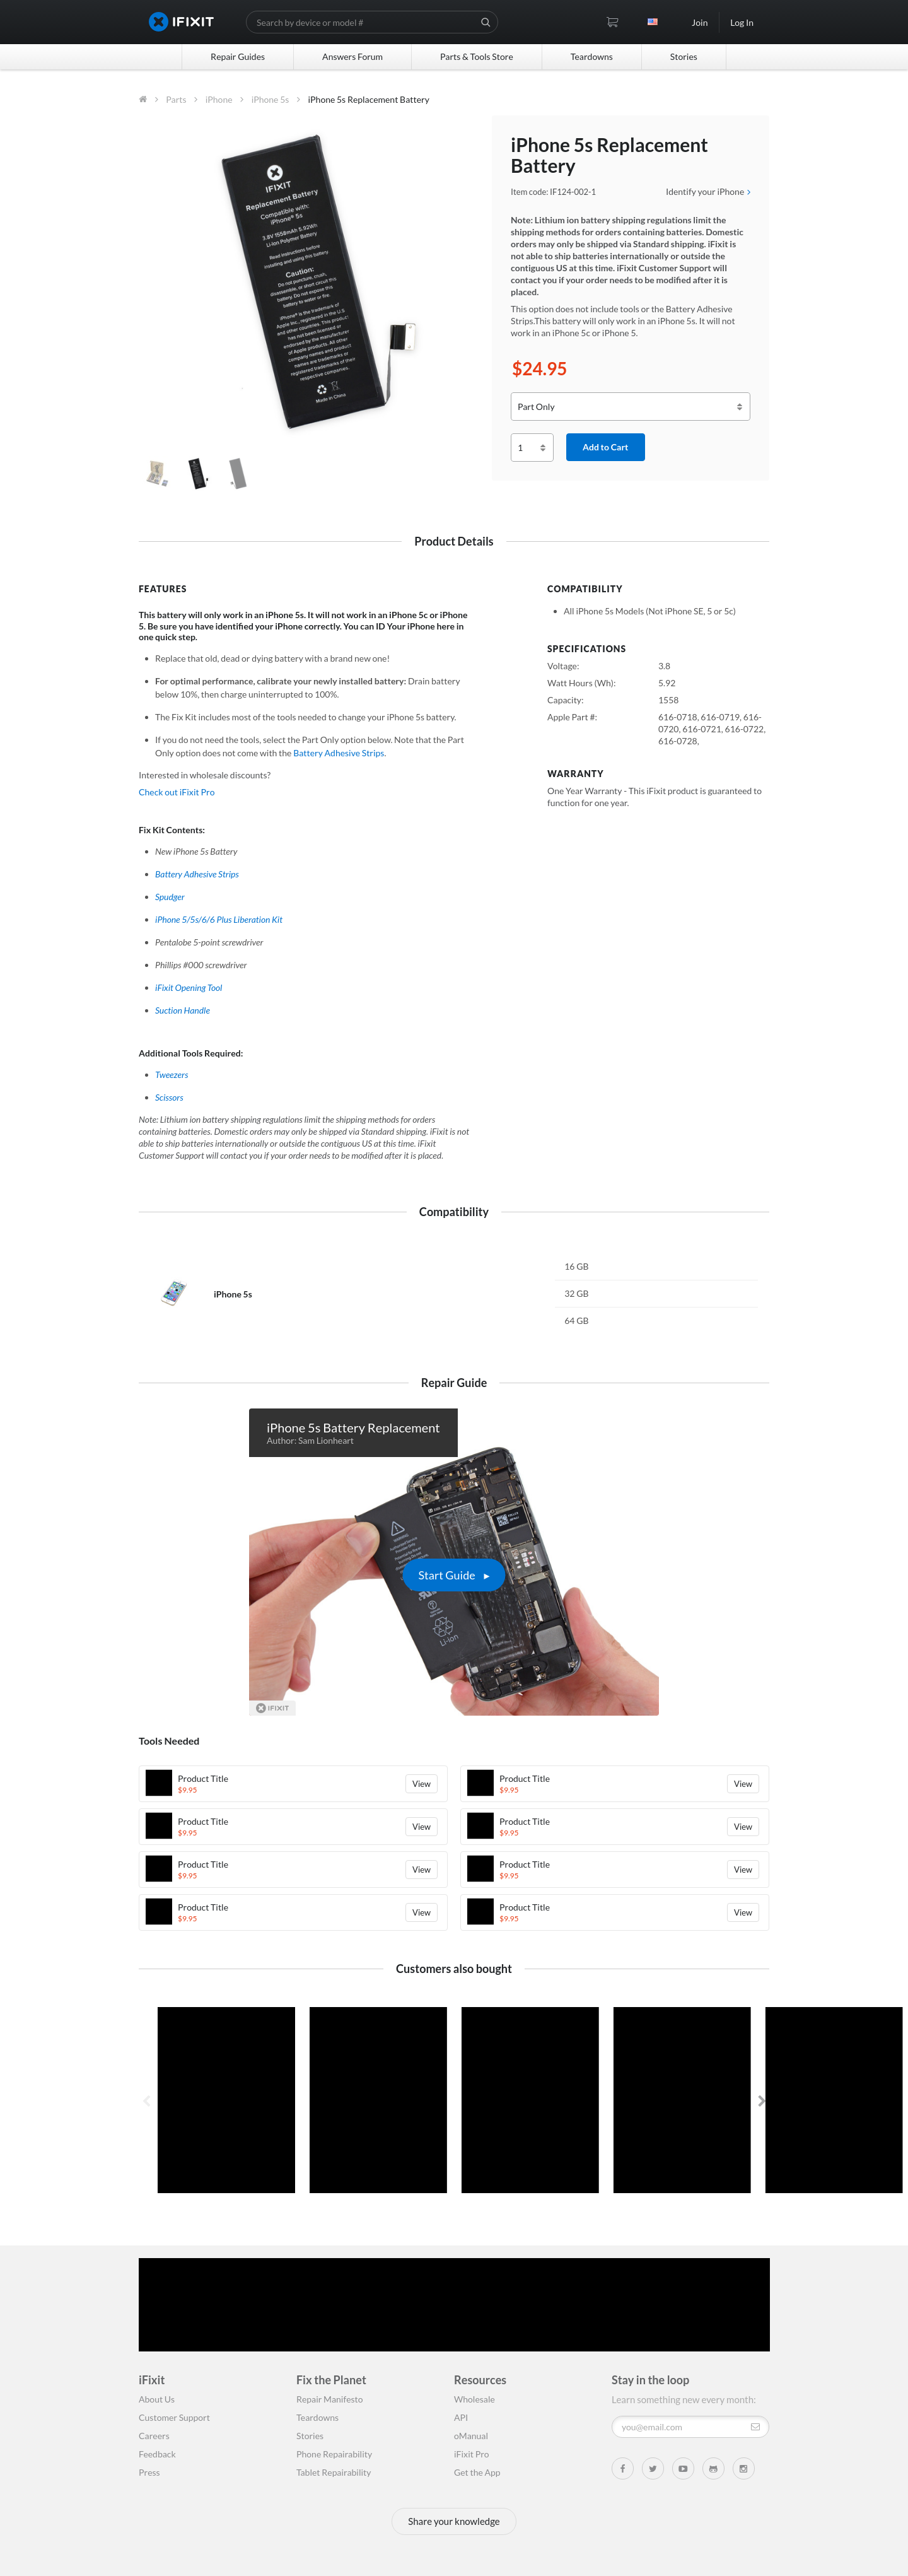 IFIXIT
Search by device or model #
Join
Log In
Repair Guides
Answers Forum
Parts & Tools Store
Teardowns
Stories
Parts
iPhone
iPhone 5s
iPhone 5s Replacement Battery
IFIXIT
Replacement Battery
Compatible with:
iPhone® 5s
3.8V 1558mAh 5.92Wh
Li-ion Polymer Battery
Read instructions before
installing and using this battery
Caution:
Do not puncture, crush,
disassemble, or short circuit
battery. Do not expose this
battery to fire or water.
iPhone® is a trademark of
Apple Inc., registered in the U.S.
and other countries. This product
has not been licensed or
endorsed by Apple Inc.
All Apple names are
registered trademarks of their
respective companies.
Made in China
iPhone 5s Replacement
Battery
Item code: IF124-002-1
Identify your iPhone
Note: Lithium ion battery shipping regulations limit the
shipping methods for orders containing batteries. Domestic
orders may only be shipped via Standard shipping. iFixit is
not able to ship batteries internationally or outside the
contiguous US at this time. iFixit Customer Support will
contact you if your order needs to be modified after it is
placed.
This option does not include tools or the Battery Adhesive
Strips.This battery will only work in an iPhone 5s. It will not
work in an iPhone 5c or iPhone 5.
$24.95
Part Only
1
Add to Cart
Product Details
FEATURES
This battery will only work in an iPhone 5s. It will not work in an iPhone 5c or iPhone
5. Be sure you have identified your iPhone correctly. You can ID Your iPhone here in
one quick step.
Replace that old, dead or dying battery with a brand new one!
For optimal performance, calibrate your newly installed battery: Drain battery
below 10%, then charge uninterrupted to 100%.
The Fix Kit includes most of the tools needed to change your iPhone 5s battery.
If you do not need the tools, select the Part Only option below. Note that the Part
Only option does not come with the Battery Adhesive Strips.
Interested in wholesale discounts?
Check out iFixit Pro
Fix Kit Contents:
New iPhone 5s Battery
Battery Adhesive Strips
Spudger
iPhone 5/5s/6/6 Plus Liberation Kit
Pentalobe 5-point screwdriver
Phillips #000 screwdriver
iFixit Opening Tool
Suction Handle
Additional Tools Required:
Tweezers
Scissors
Note: Lithium ion battery shipping regulations limit the shipping methods for orders
containing batteries. Domestic orders may only be shipped via Standard shipping. iFixit is not
able to ship batteries internationally or outside the contiguous US at this time. iFixit
Customer Support will contact you if your order needs to be modified after it is placed.
COMPATIBILITY
All iPhone 5s Models (Not iPhone SE, 5 or 5c)
SPECIFICATIONS
Voltage: 3.8
Watt Hours (Wh): 5.92
Capacity: 1558
Apple Part #: 616-0718, 616-0719, 616-
0720, 616-0721, 616-0722,
616-0728,
WARRANTY
One Year Warranty - This iFixit product is guaranteed to
function for one year.
Compatibility
iPhone 5s
16 GB
32 GB
64 GB
Repair Guide
iPhone 5s Battery Replacement
Author: Sam Lionheart
Start Guide
Li-ion
IFIXIT
Tools Needed
Product Title
$9.95
View
Product Title
$9.95
View
Product Title
$9.95
View
Product Title
$9.95
View
Product Title
$9.95
View
Product Title
$9.95
View
Product Title
$9.95
View
Product Title
$9.95
View
Customers also bought
iFixit
About Us
Customer Support
Careers
Feedback
Press
Fix the Planet
Repair Manifesto
Teardowns
Stories
Phone Repairability
Tablet Repairability
Resources
Wholesale
API
oManual
iFixit Pro
Get the App
Stay in the loop
Learn something new every month:
you@email.com
Share your knowledge